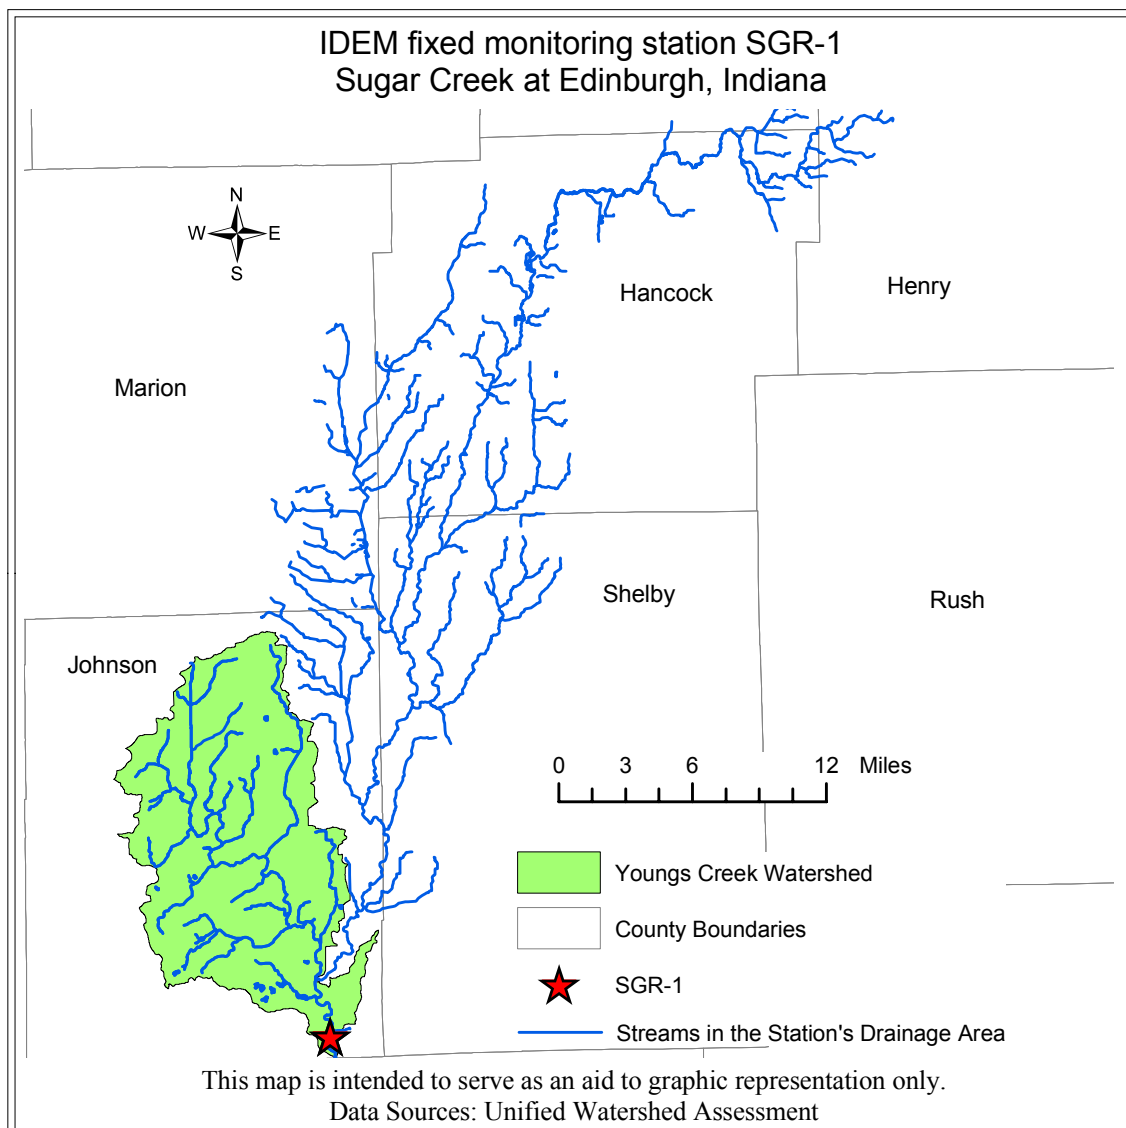 IDEM fixed monitoring station SGR-1
Sugar Creek at Edinburgh, Indiana
N
W E
S
Hancock
Henry
Marion
Shelby
Rush
Johnson
0 3 6 12 Miles
Youngs Creek Watershed
County Boundaries
SGR-1
Streams in the Station's Drainage Area
This map is intended to serve as an aid to graphic representation only.
Data Sources: Unified Watershed Assessment